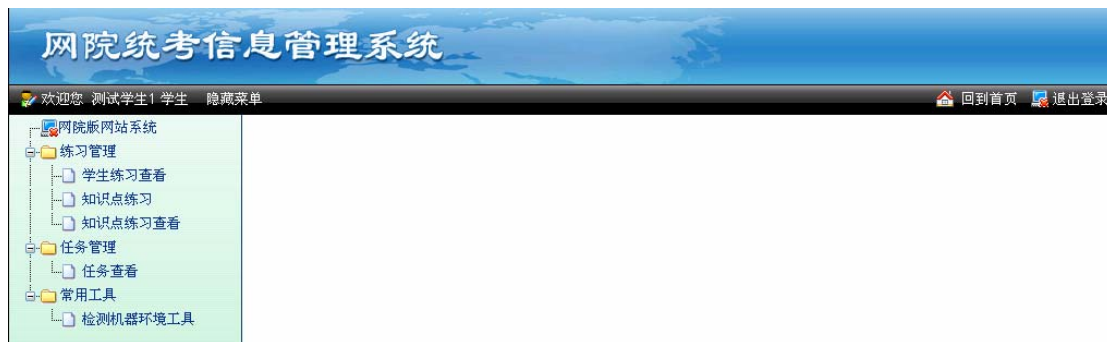 网院统考信息管理系统
欢迎您 测试学生1 学生 隐藏菜单 回到首页 退出登录
网院版网站系统
练习管理
学生练习查看
知识点练习
知识点练习查看
任务管理
任务查看
常用工具
检测机器环境工具